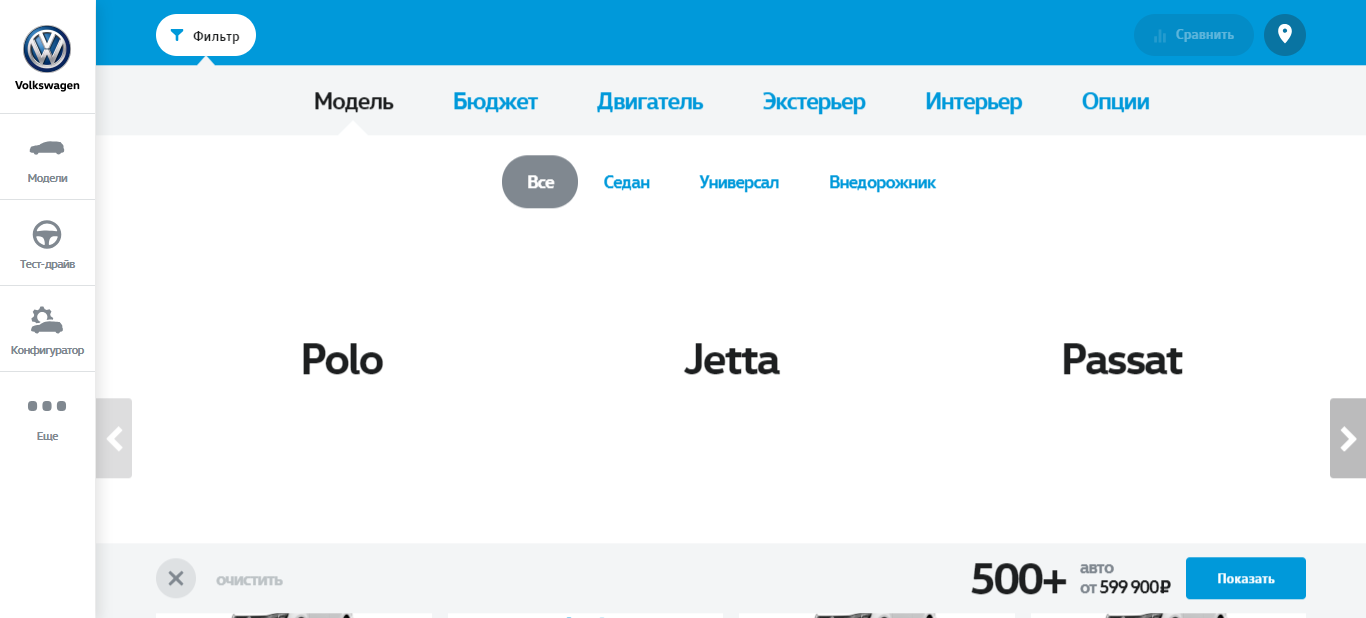 Фильтр
Сравнить
Volkswagen
Модель
Бюджет
Двигатель
Экстерьер
Интерьер
Опции
Модели
Все
Седан
Универсал
Внедорожник
Тест-драйв
Конфигуратор
Polo
Jetta
Passat
Еще
очистить
500+
авто
от 599 900₽
Показать